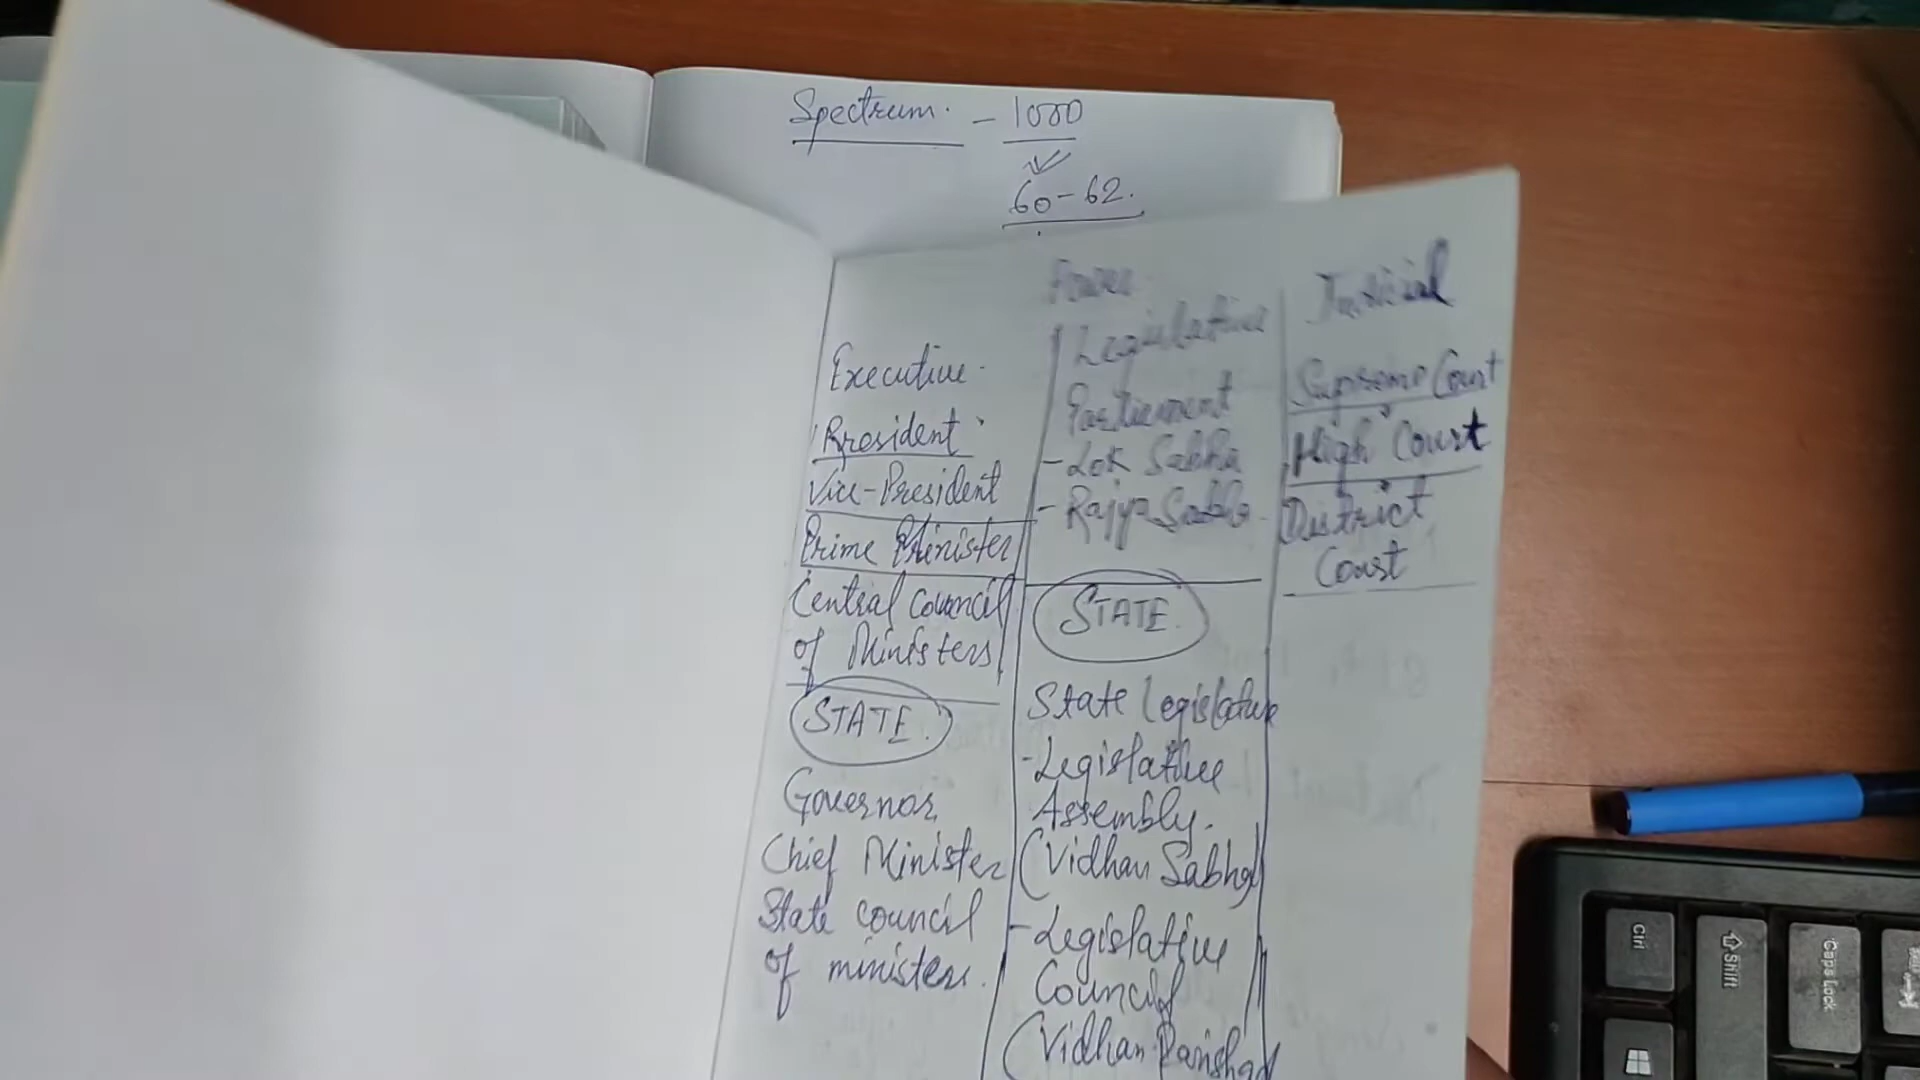 Spectrum. - 1000
60-62.
Power
Executive.
President
Vice-President
Prime Minister
Central Council
of Ministers
STATE.
Governor
Chief Minister
State council
of ministers.
Legislative
Parliament
- Lok Sabha
- Rajya Sabha
STATE.
State Legislature
- Legislative
Assembly.
(Vidhan Sabha)
- Legislative
Council
(Vidhan Parishad
Judicial
Supreme Court
High Court
District
Court
Ctrl
Shift
Caps Lock